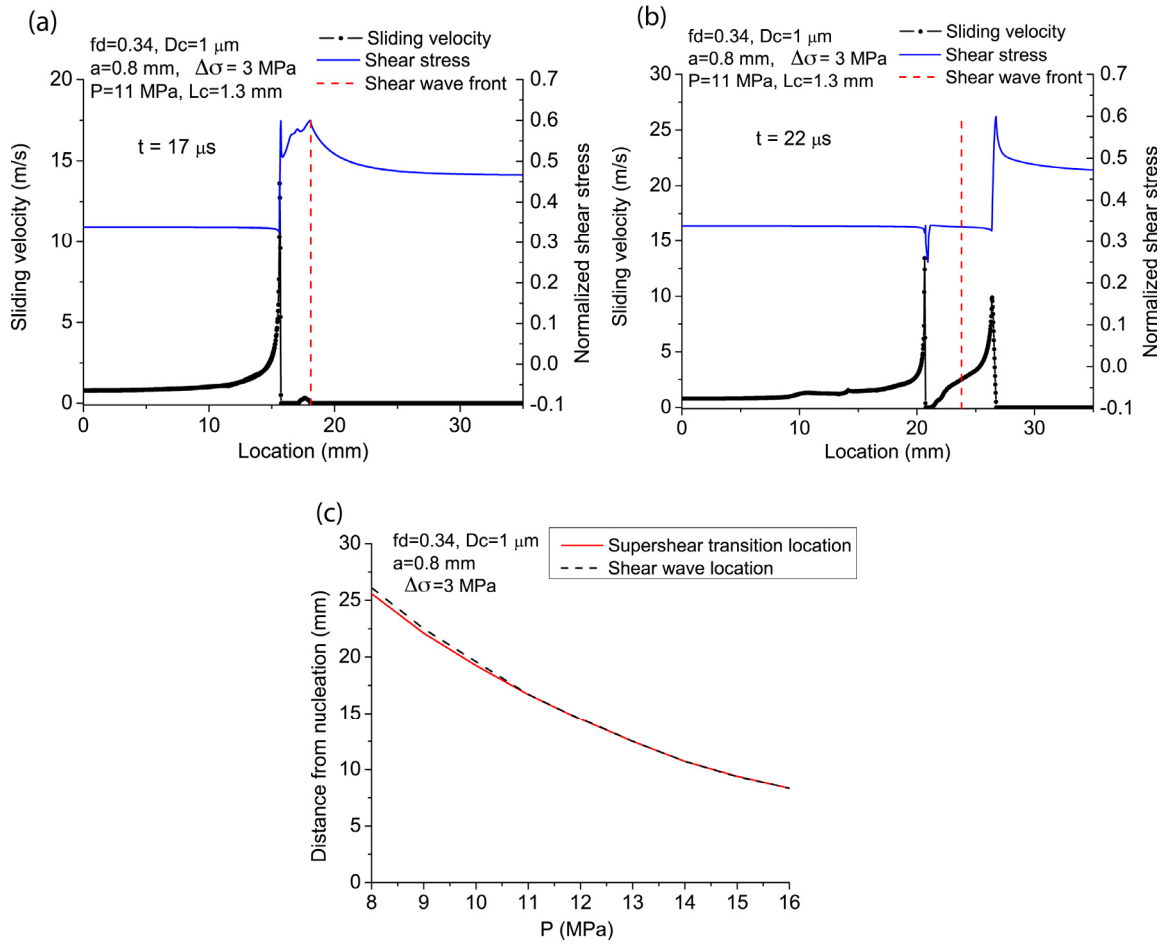 (a)
fd=0.34, Dc=1 μm
a=0.8 mm, Δσ= 3 MPa
P=11 MPa, Lc=1.3 mm
Sliding velocity
Shear stress
Shear wave front
t = 17 μs
20
15
10
5
0
Sliding velocity (m/s)
0.7
0.6
0.5
0.4
0.3
0.2
0.1
0.0
-0.1
Normalized shear stress
0 10 20 30
Location (mm)
(b)
fd=0.34, Dc=1 μm
a=0.8 mm, Δσ= 3 MPa
P=11 MPa, Lc=1.3 mm
Sliding velocity
Shear stress
Shear wave front
t = 22 μs
30
25
20
15
10
5
0
Sliding velocity (m/s)
0.7
0.6
0.5
0.4
0.3
0.2
0.1
0.0
-0.1
Normalized shear stress
0 10 20 30
Location (mm)
(c)
fd=0.34, Dc=1 μm
a=0.8 mm
Δσ=3 MPa
Supershear transition location
Shear wave location
30
25
20
15
10
5
0
Distance from nucleation (mm)
8 9 10 11 12 13 14 15 16
P (MPa)